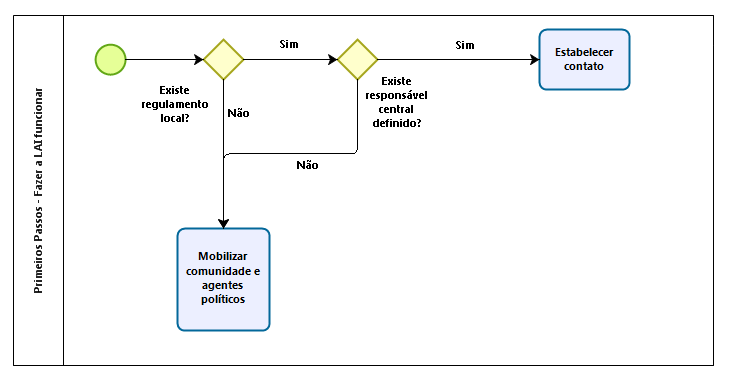 Primeiros Passos - Fazer a LAI funcionar
Existe
regulamento
local?
Sim
Não
Existe
responsável
central
definido?
Sim
Não
Estabelecer
contato
Mobilizar
comunidade e
agentes
políticos